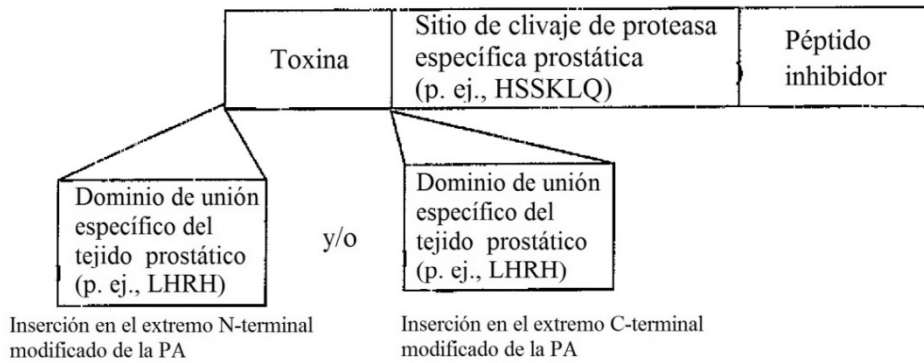 Toxina
Sitio de clivaje de proteasa
específica prostática
(p. ej., HSSKLQ)
Péptido
inhibidor
Dominio de unión
específico del
tejido prostático
(p. ej., LHRH)
y/o
Dominio de unión
específico del
tejido prostático
(p. ej., LHRH)
Inserción en el extremo N-terminal
modificado de la PA
Inserción en el extremo C-terminal
modificado de la PA